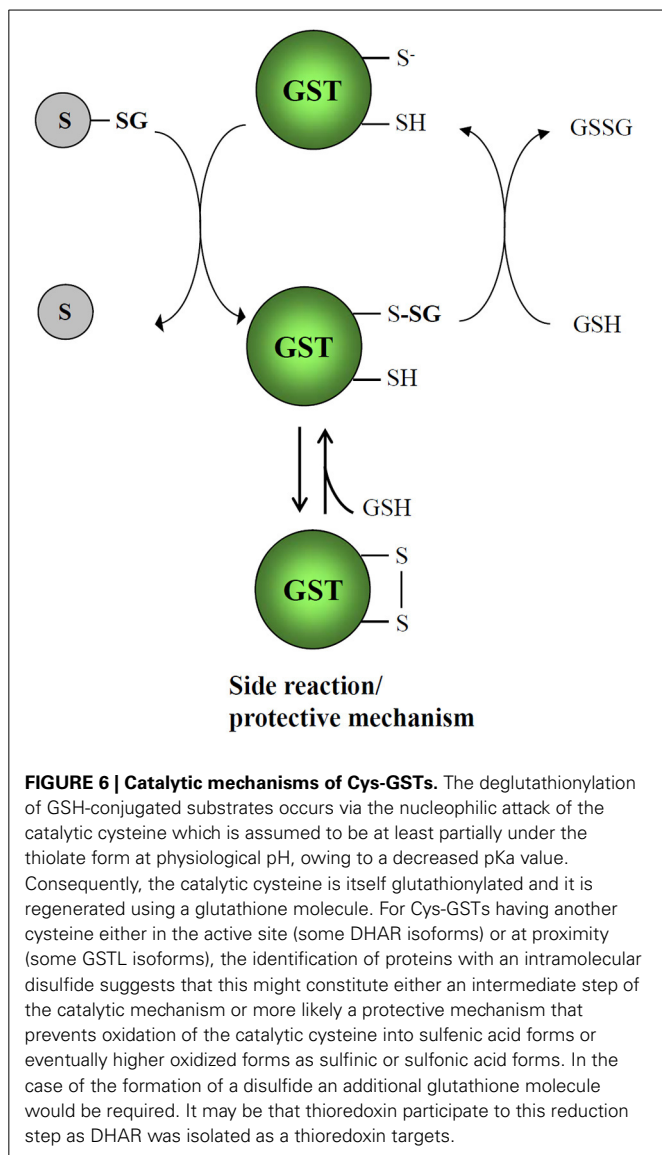 S-
GST
S
SG
SH
GSSG
S
S-SG
GST
GSH
SH
GSH
S
GST
S
Side reaction/
protective mechanism
FIGURE 6 | Catalytic mechanisms of Cys-GSTs. The deglutathionylation
of GSH-conjugated substrates occurs via the nucleophilic attack of the
catalytic cysteine which is assumed to be at least partially under the
thiolate form at physiological pH, owing to a decreased pKa value.
Consequently, the catalytic cysteine is itself glutathionylated and it is
regenerated using a glutathione molecule. For Cys-GSTs having another
cysteine either in the active site (some DHAR isoforms) or at proximity
(some GSTL isoforms), the identification of proteins with an intramolecular
disulfide suggests that this might constitute either an intermediate step of
the catalytic mechanism or more likely a protective mechanism that
prevents oxidation of the catalytic cysteine into sulfenic acid forms or
eventually higher oxidized forms as sulfinic or sulfonic acid forms. In the
case of the formation of a disulfide an additional glutathione molecule
would be required. It may be that thioredoxin participate to this reduction
step as DHAR was isolated as a thioredoxin targets.